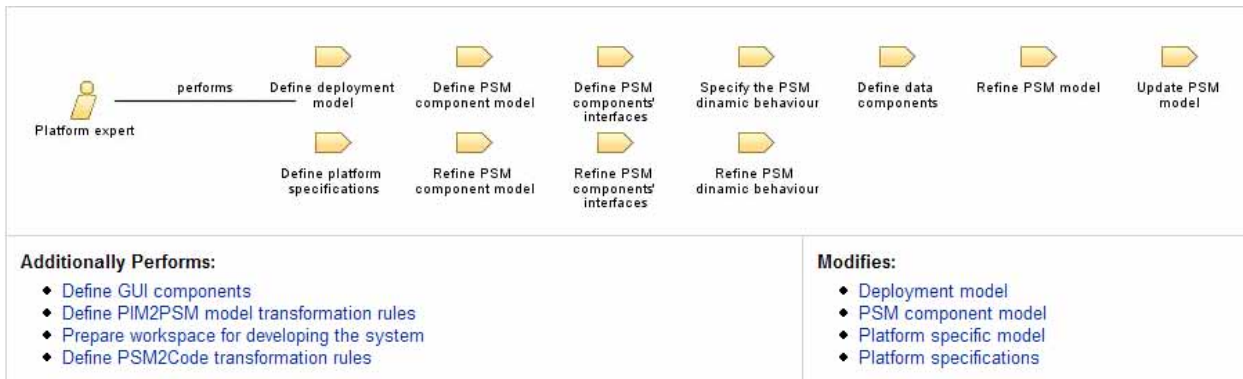 performs
Platform expert
Define deployment
model
Define PSM
component model
Define PSM
components'
interfaces
Specify the PSM
dinamic behaviour
Define data
components
Refine PSM model
Update PSM
model
Define platform
specifications
Refine PSM
component model
Refine PSM
components'
interfaces
Refine PSM
dinamic behaviour
Additionally Performs:
Define GUI components
Define PIM2PSM model transformation rules
Prepare workspace for developing the system
Define PSM2Code transformation rules
Modifies:
Deployment model
PSM component model
Platform specific model
Platform specifications